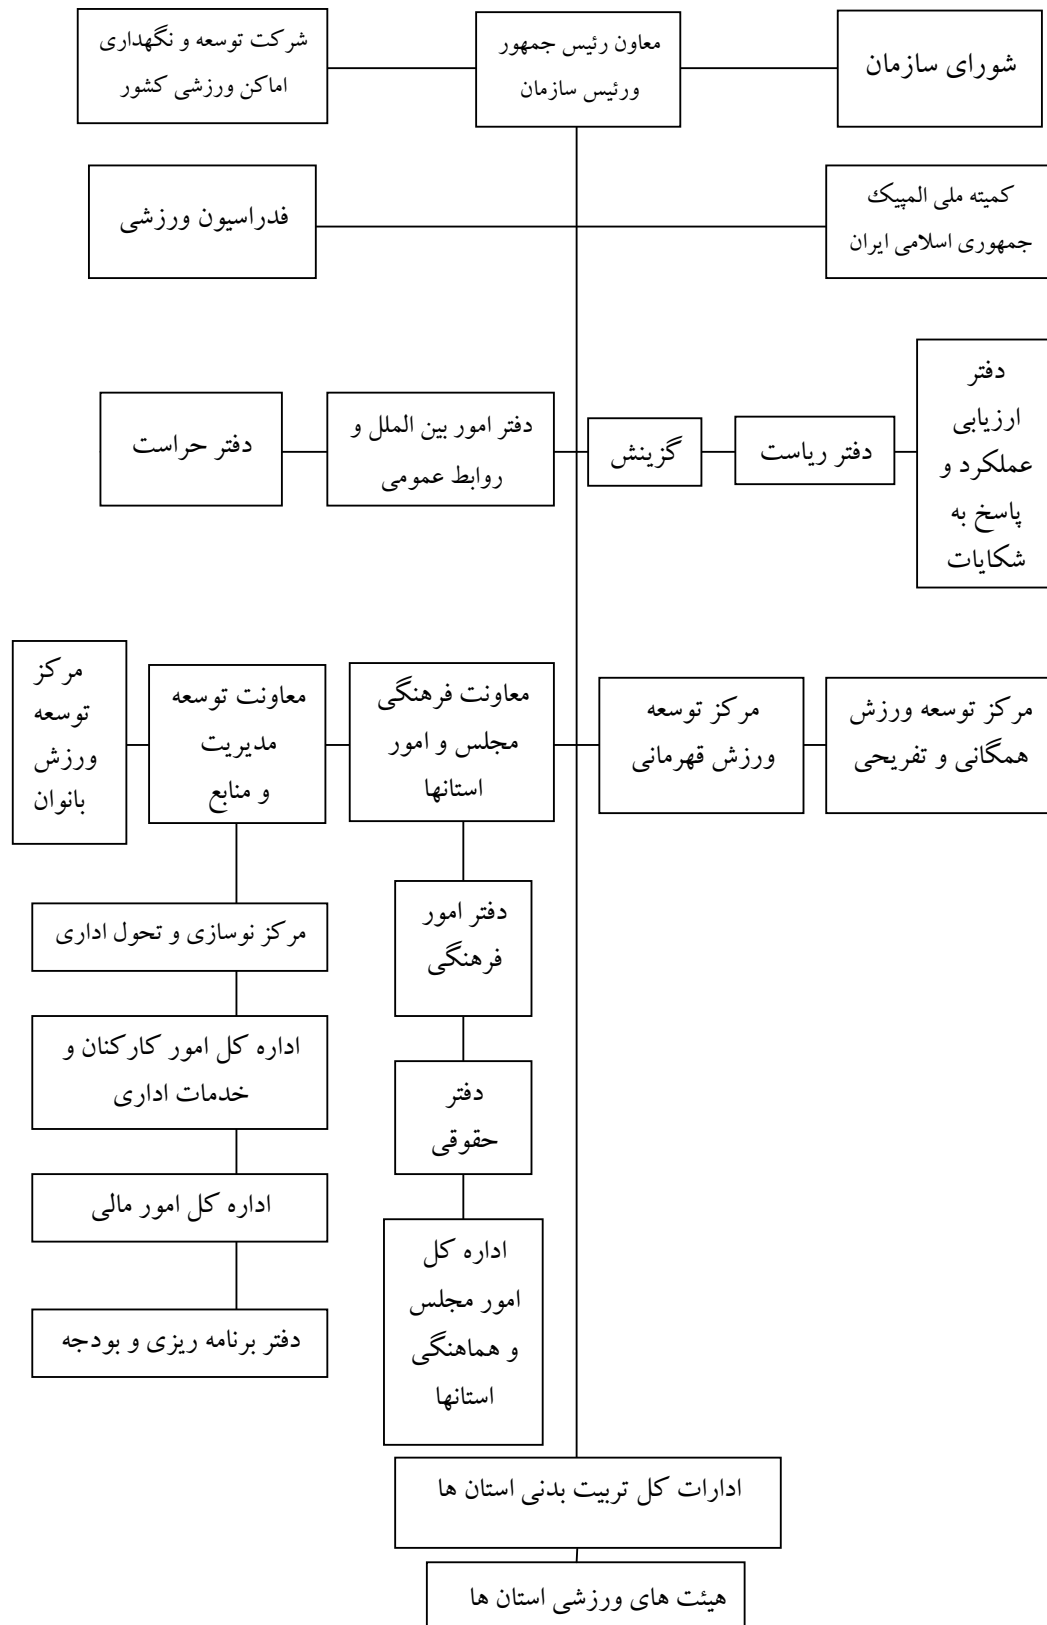 شورای سازمان
معاون رئیس جمهور
ورئیس سازمان
شرکت توسعه و نگهداری
اماکن ورزشی کشور
کمیته ملی المپیک
جمهوری اسلامی ایران
فدراسیون ورزشی
دفتر
ارزیابی
عملکرد و
پاسخ به
شکایات
دفتر ریاست
گزینش
دفتر امور بین الملل و
روابط عمومی
دفتر حراست
مرکز توسعه ورزش
همگانی و تفریحی
مرکز توسعه
ورزش قهرمانی
معاونت فرهنگی
مجلس و امور
استانها
معاونت توسعه
مدیریت
و منابع
مرکز
توسعه
ورزش
بانوان
دفتر امور
فرهنگی
دفتر
حقوقی
اداره کل
امور مجلس
و هماهنگی
استانها
مرکز نوسازی و تحول اداری
اداره کل امور کارکنان و
خدمات اداری
اداره کل امور مالی
دفتر برنامه ریزی و بودجه
ادارات کل تربیت بدنی استان ها
هیئت های ورزشی استان ها